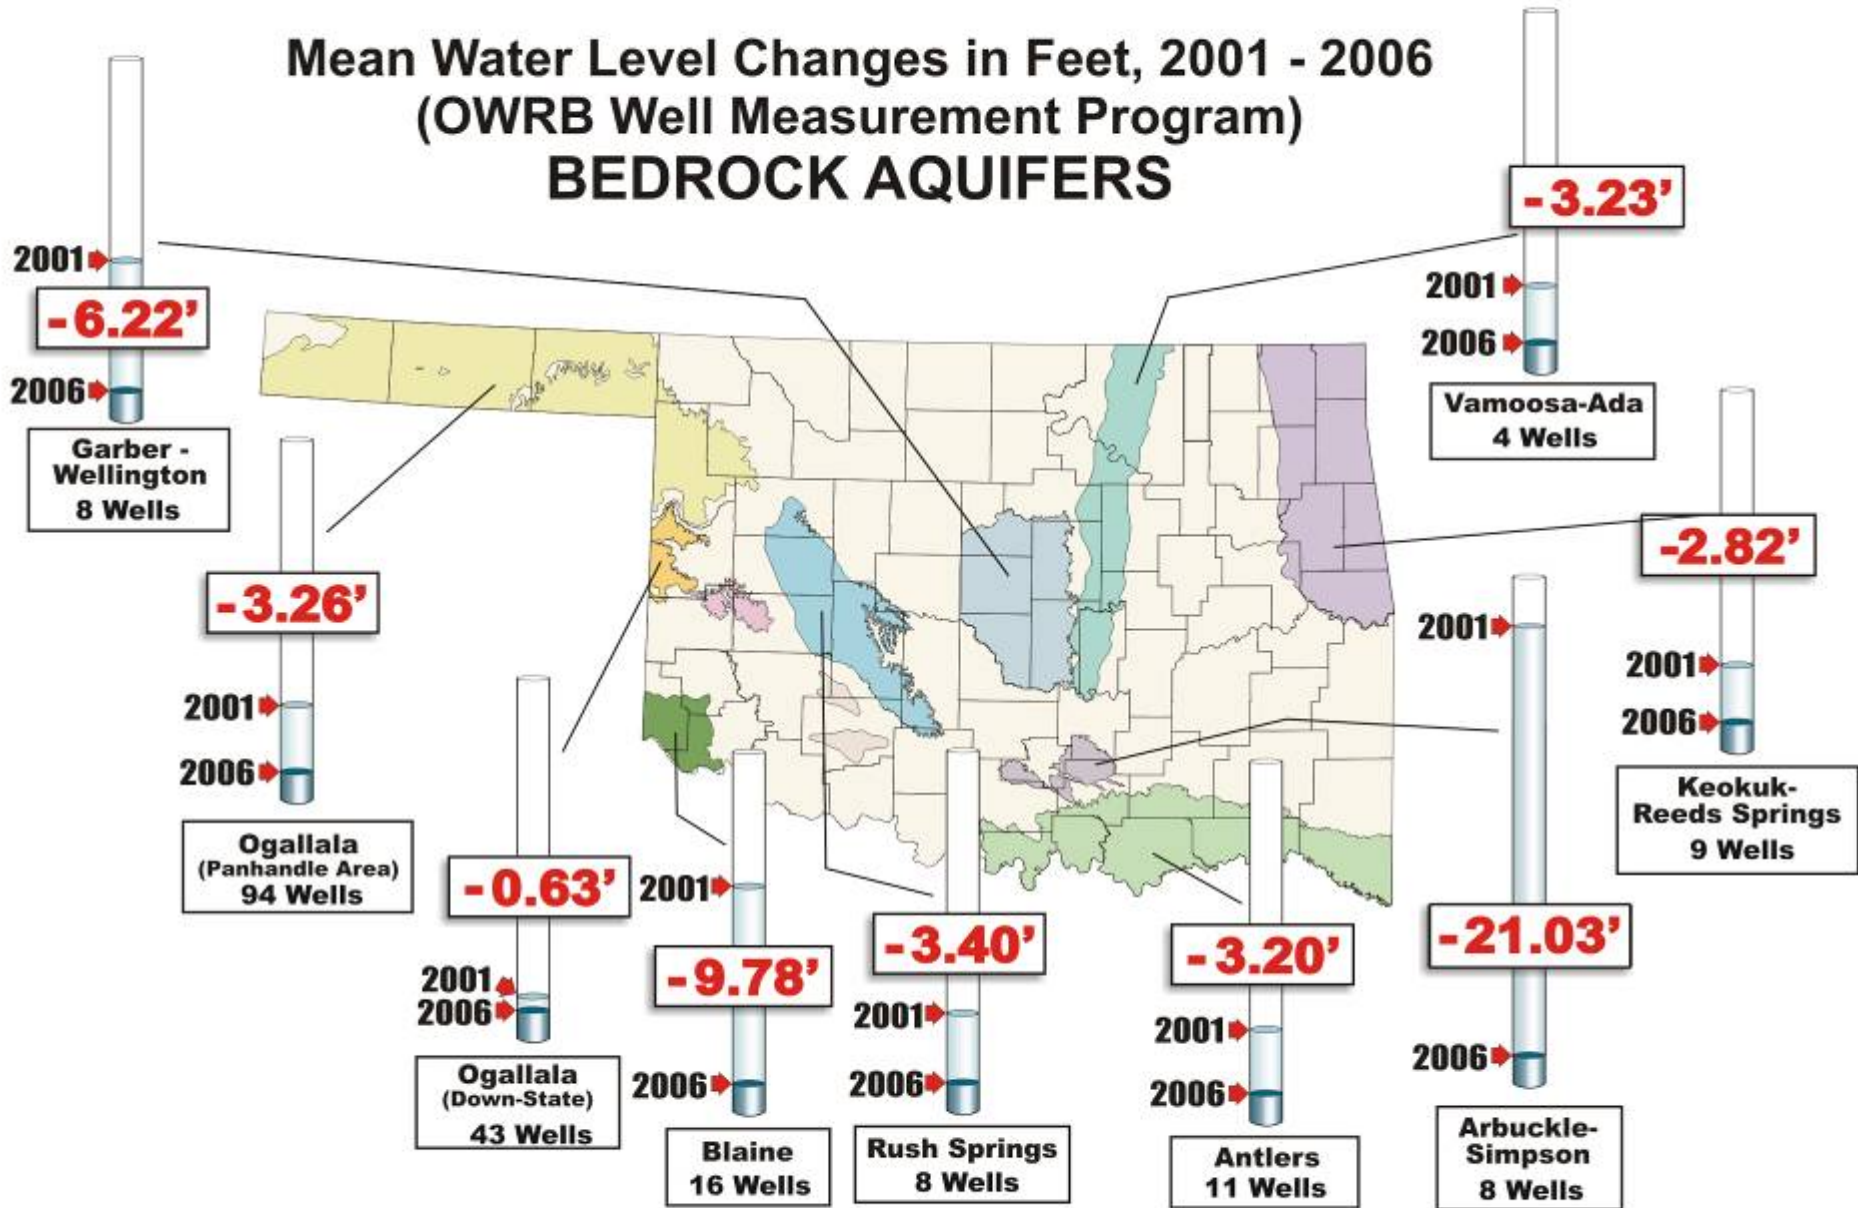 Mean Water Level Changes in Feet, 2001 - 2006
(OWRB Well Measurement Program)
BEDROCK AQUIFERS
2001
-6.22’
2006
Garber -
Wellington
8 Wells
-3.26’
2001
2006
Ogallala
(Panhandle Area)
94 Wells
-0.63’
2001
2006
Ogallala
(Down-State)
43 Wells
2001
-9.78’
2006
Blaine
16 Wells
-3.40’
2001
2006
Rush Springs
8 Wells
-3.20’
2001
2006
Antlers
11 Wells
2001
-21.03’
2006
Arbuckle-
Simpson
8 Wells
-2.82’
2001
2006
Keokuk-
Reeds Springs
9 Wells
-3.23’
2001
2006
Vamoosa-Ada
4 Wells